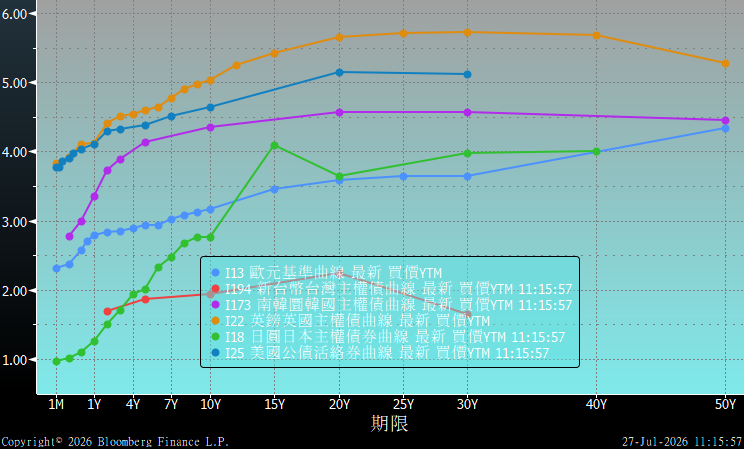 6.00
5.00
4.00
3.00
2.00
1.00
I13 歐元基準曲線 最新 買價YTM
I194 新台幣台灣主權債曲線 最新 買價YTM 11:15:57
I173 南韓圜韓國主權債曲線 最新 買價YTM 11:15:57
I22 英鎊英國主權債曲線 最新 買價YTM
I18 日圓日本主權債券曲線 最新 買價YTM 11:15:57
I25 美國公債活絡券曲線 最新 買價YTM 11:15:57
1M 1Y 4Y 7Y 10Y 15Y 20Y 25Y 30Y 40Y 50Y
期限
Copyright© 2026 Bloomberg Finance L.P. 27-Jul-2026 11:15:57